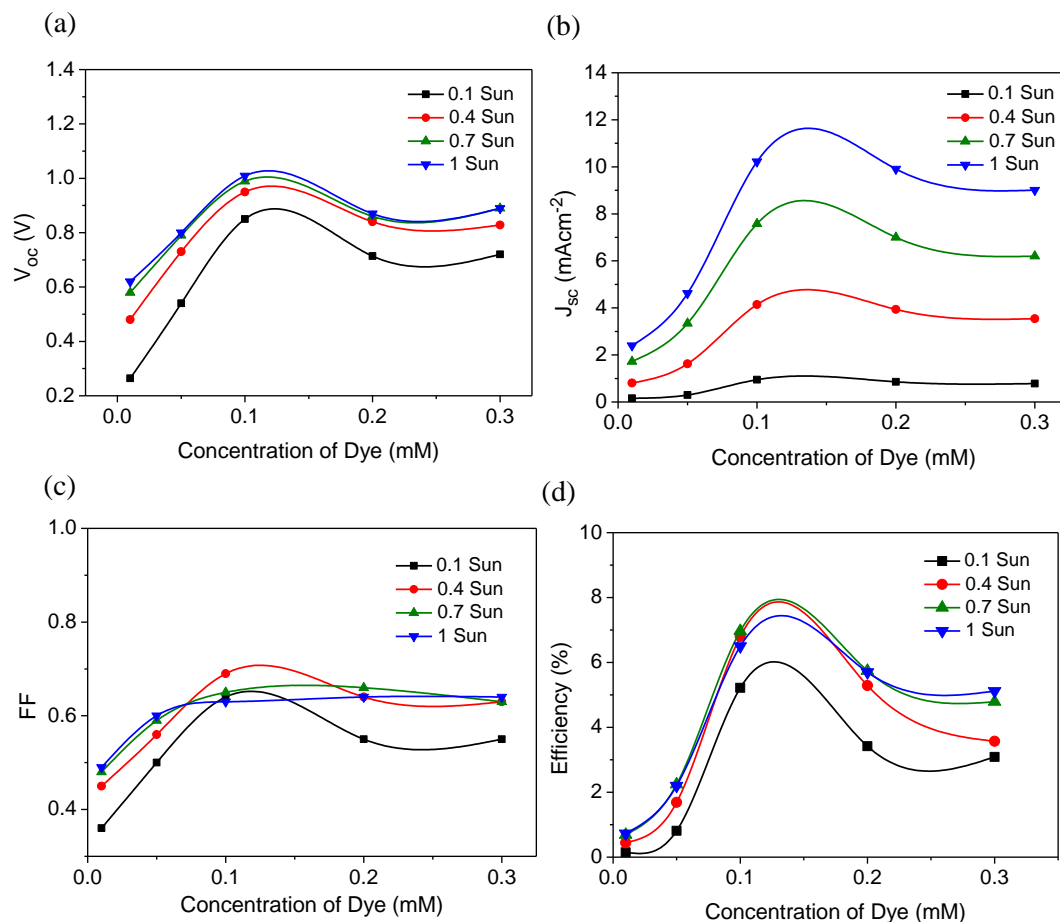 (a)
1.4
1.2
1.0
0.8
0.6
0.4
0.2
V_oc (V)
0.1 Sun
0.4 Sun
0.7 Sun
1 Sun
0.0 0.1 0.2 0.3
Concentration of Dye (mM)
(b)
14
12
10
8
6
4
2
0
J_sc (mAcm⁻²)
0.1 Sun
0.4 Sun
0.7 Sun
1 Sun
0.0 0.1 0.2 0.3
Concentration of Dye (mM)
(c)
1.0
0.8
0.6
0.4
FF
0.1 Sun
0.4 Sun
0.7 Sun
1 Sun
0.0 0.1 0.2 0.3
Concentration of Dye (mM)
(d)
10
8
6
4
2
0
Efficiency (%)
0.1 Sun
0.4 Sun
0.7 Sun
1 Sun
0.0 0.1 0.2 0.3
Concentration of Dye (mM)